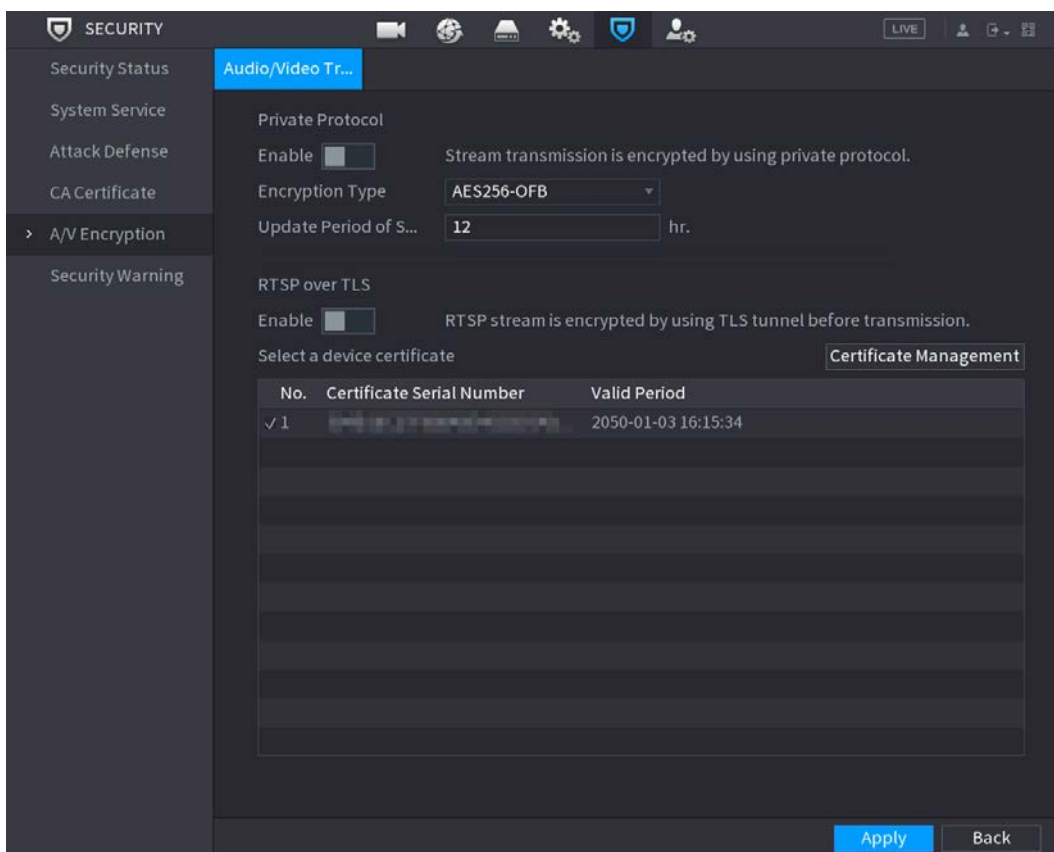 SECURITY
LIVE
Security Status
System Service
Attack Defense
CA Certificate
A/V Encryption
Security Warning
Audio/Video Tr...
Private Protocol
Enable Stream transmission is encrypted by using private protocol.
Encryption Type AES256-OFB
Update Period of S... 12 hr.
RTSP over TLS
Enable RTSP stream is encrypted by using TLS tunnel before transmission.
Select a device certificate Certificate Management
No. Certificate Serial Number Valid Period
1 2050-01-03 16:15:34
Apply Back